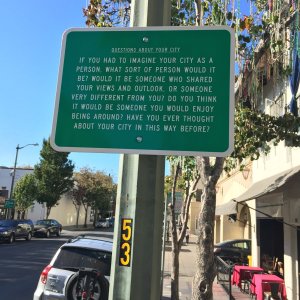 QUESTIONS ABOUT YOUR CITY
IF YOU HAD TO IMAGINE YOUR CITY AS A
PERSON, WHAT SORT OF PERSON WOULD IT
BE? WOULD IT BE SOMEONE WHO SHARED
YOUR VIEWS AND OUTLOOK, OR SOMEONE
VERY DIFFERENT FROM YOU? DO YOU THINK
IT WOULD BE SOMEONE YOU WOULD ENJOY
BEING AROUND? HAVE YOU EVER THOUGHT
ABOUT YOUR CITY IN THIS WAY BEFORE?
53